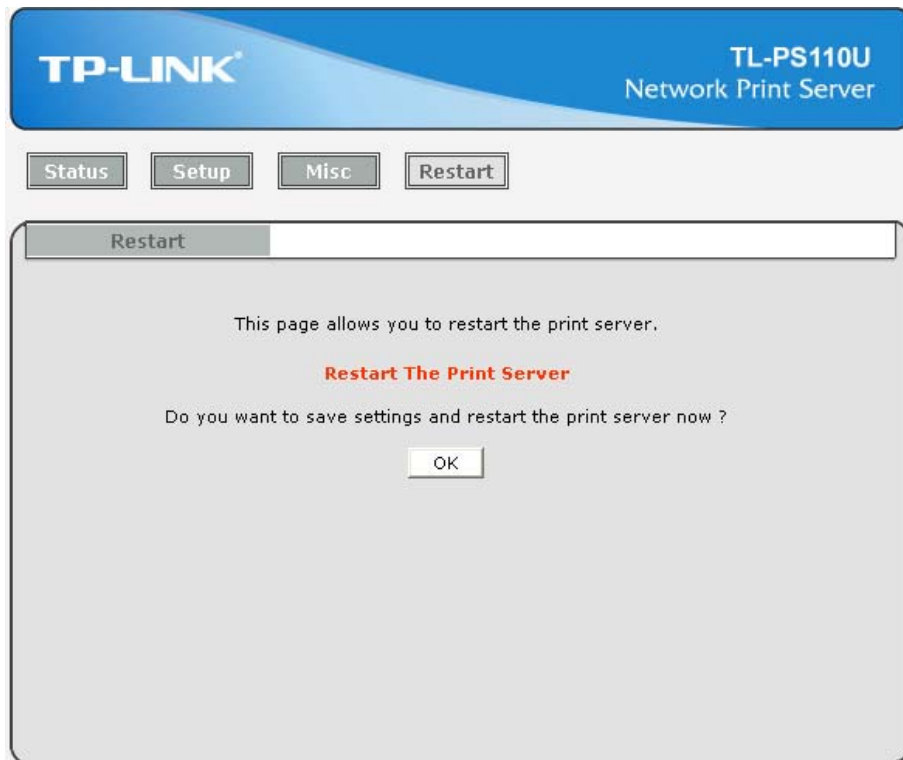 TP-LINK®
TL-PS110U
Network Print Server
Status Setup Misc Restart
Restart
This page allows you to restart the print server.
Restart The Print Server
Do you want to save settings and restart the print server now ?
OK